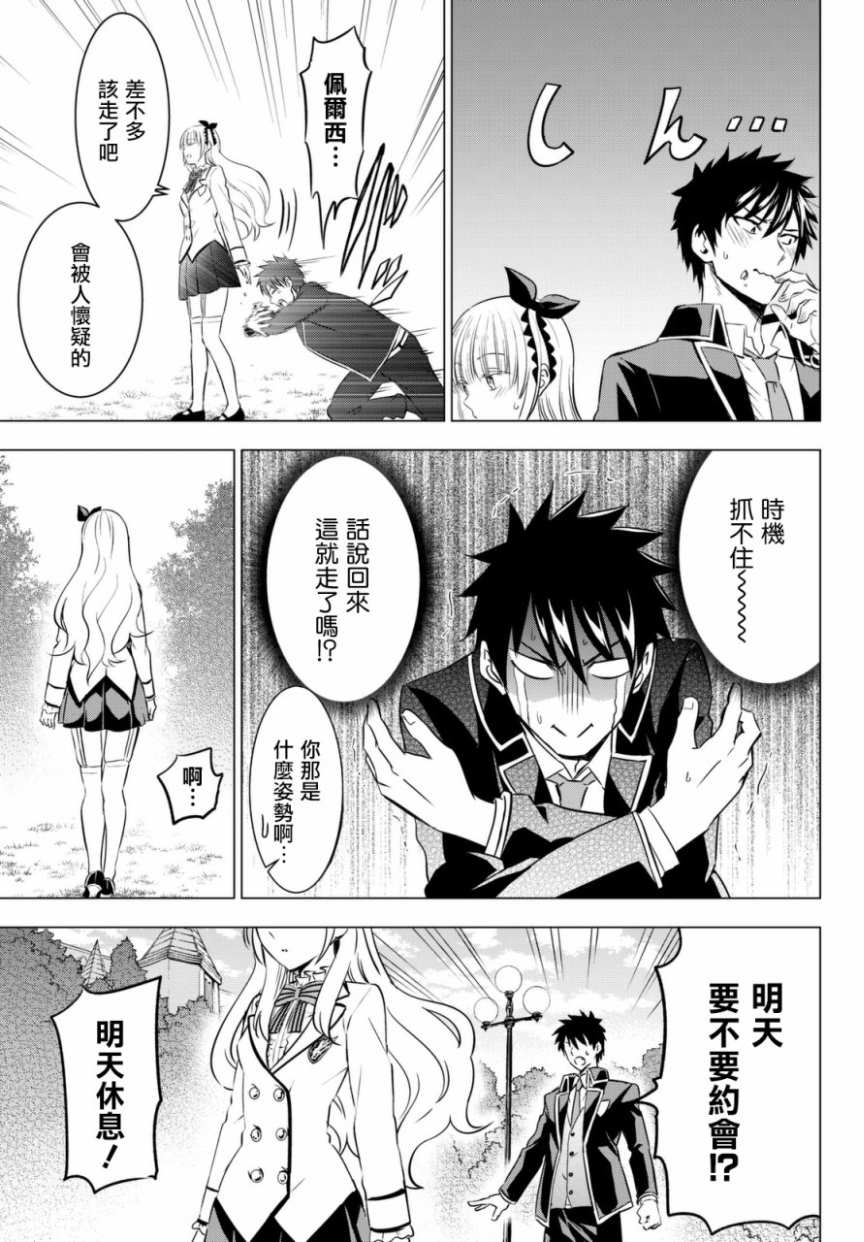 しん…
佩爾西…
差不多
該走了吧
會被人懷疑的
時機
抓不住～
話說回來
這就走了嗎!?
你那是
什麼姿勢啊…
啊…
明天
要不要約會!?
明天休息！